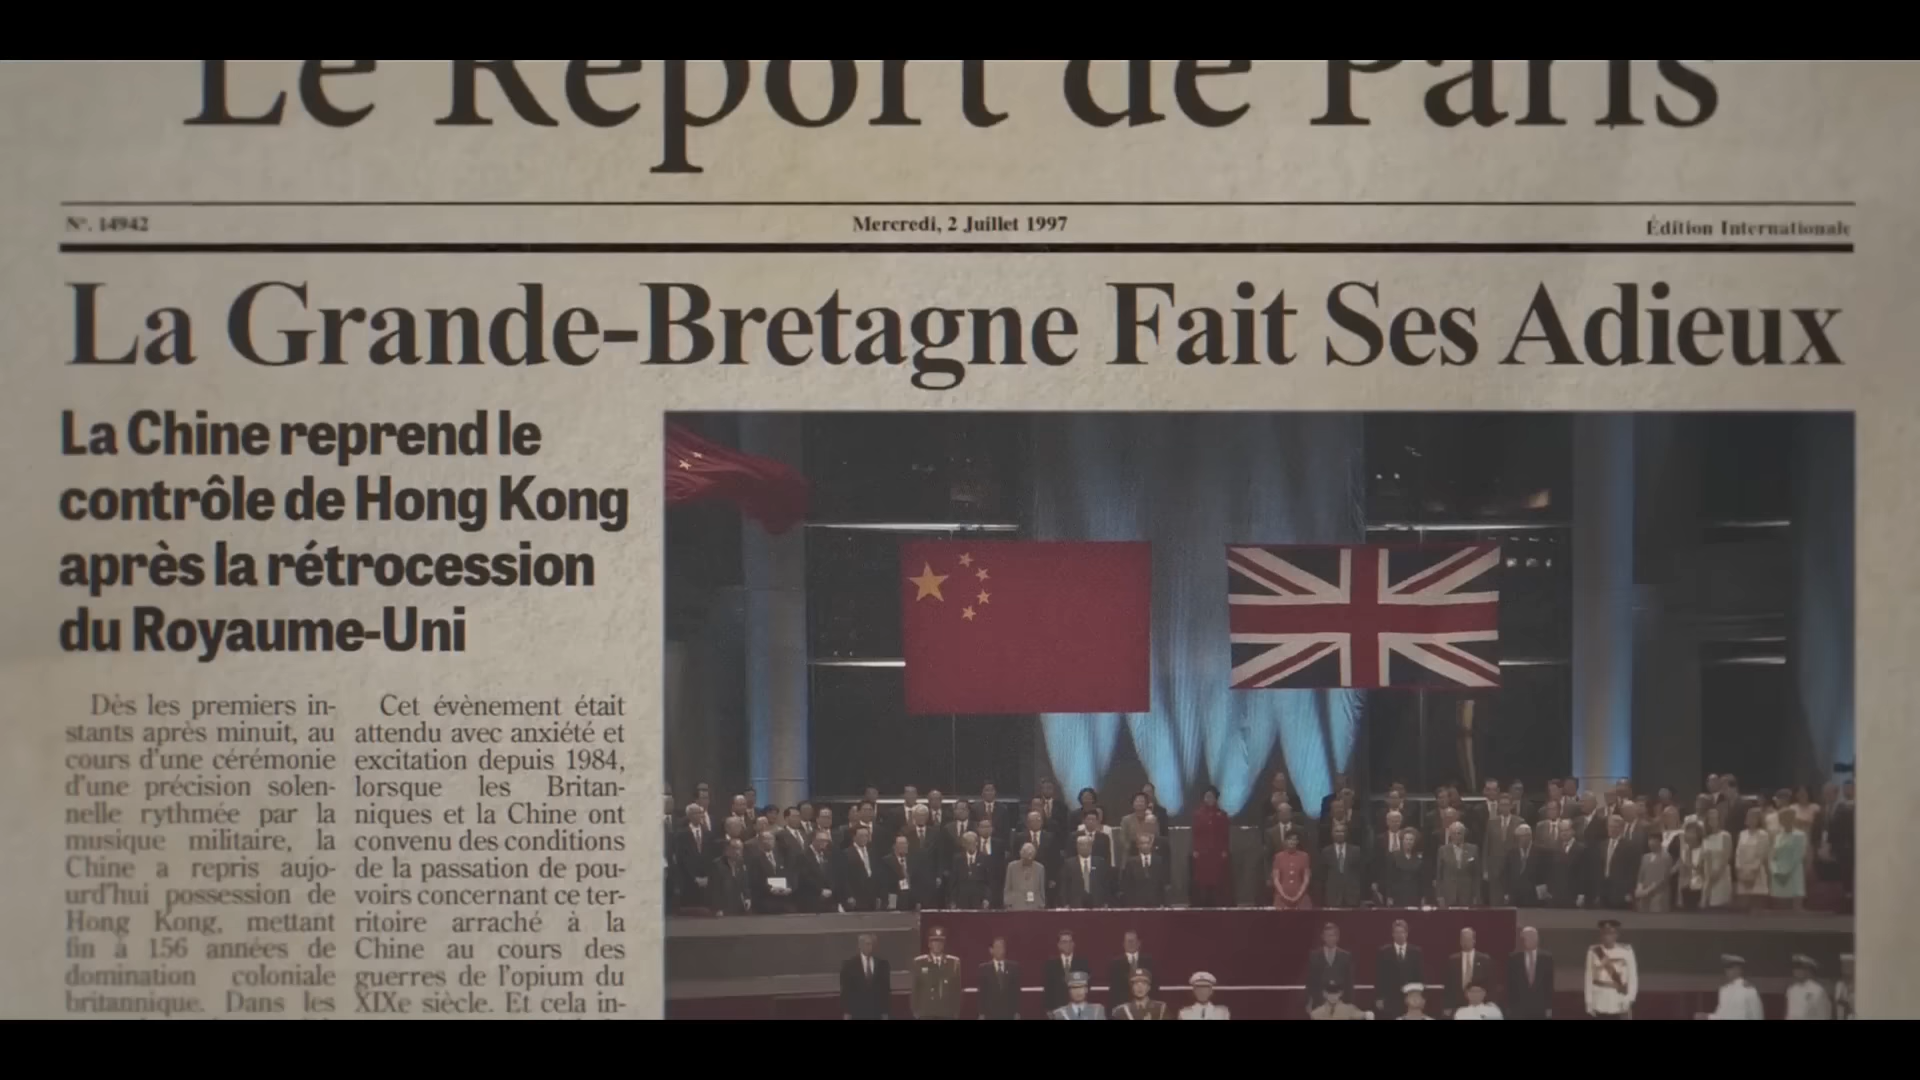 Le Report de Paris
N°. 14942
Mercredi, 2 Juillet 1997
Édition Internationale
La Grande-Bretagne Fait Ses Adieux
La Chine reprend le
contrôle de Hong Kong
après la rétrocession
du Royaume-Uni
Dès les premiers in-
stants après minuit, au
cours d'une cérémonie
d'une précision solen-
nelle rythmée par la
musique militaire, la
Chine a repris aujo-
urd'hui possession de
Hong Kong, mettant
fin à 156 années de
domination coloniale
britannique. Dans les
Cet évènement était
attendu avec anxiété et
excitation depuis 1984,
lorsque les Britan-
niques et la Chine ont
convenu des conditions
de la passation de pou-
voirs concernant ce ter-
ritoire arraché à la
Chine au cours des
guerres de l'opium du
XIXe siècle. Et cela in-